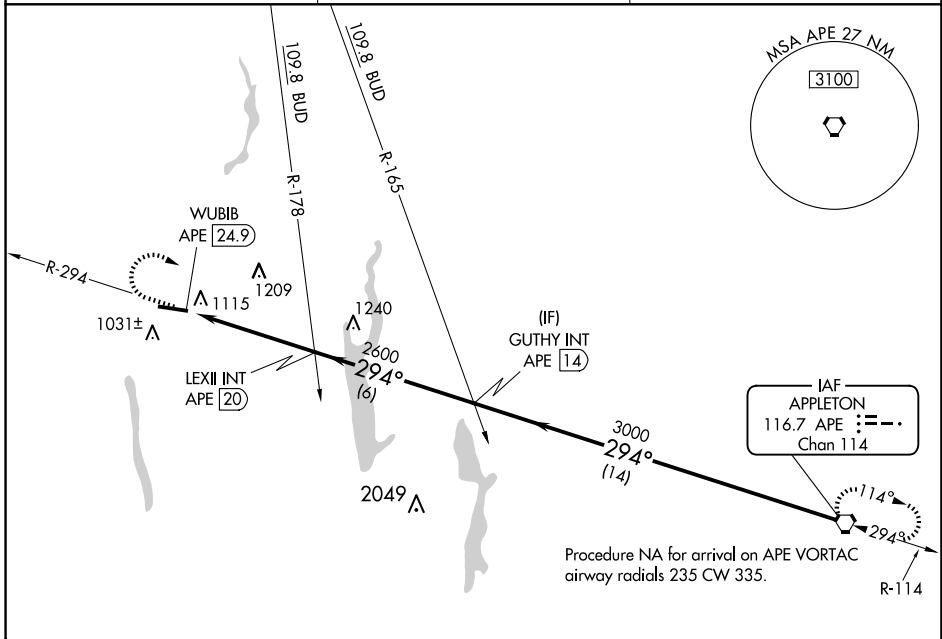 109.8 BUD
109.8 BUD
MSA APE 27 NM
3100
R-178
R-165
WUBIB
APE 24.9
R-294
1209
1115
1031±
1240
(IF)
GUTHY INT
APE 14
2600
294°
(6)
LEXII INT
APE 20
IAF
APPLETON
116.7 APE
Chan 114
3000
294°
(14)
2049
114°
294°
Procedure NA for arrival on APE VORTAC
airway radials 235 CW 335.
R-114